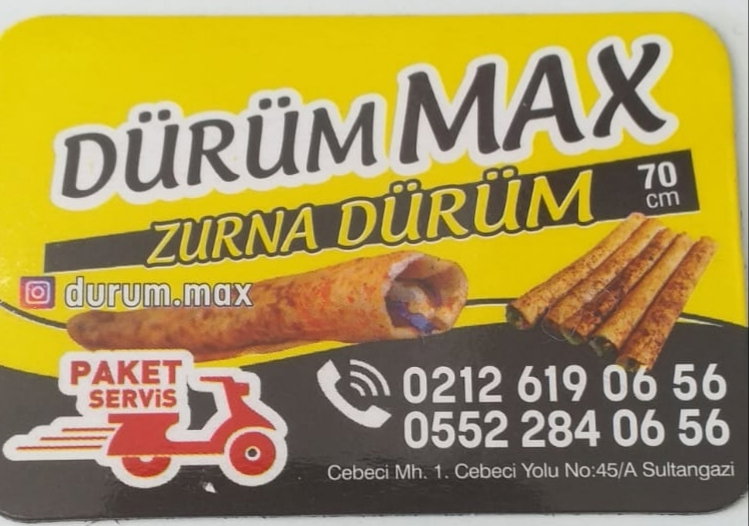 DÜRÜM MAX
ZURNA DÜRÜM
70
cm
durum.max
PAKET
SERVİS
0212 619 06 56
0552 284 06 56
Cebeci Mh. 1. Cebeci Yolu No:45/A Sultangazi